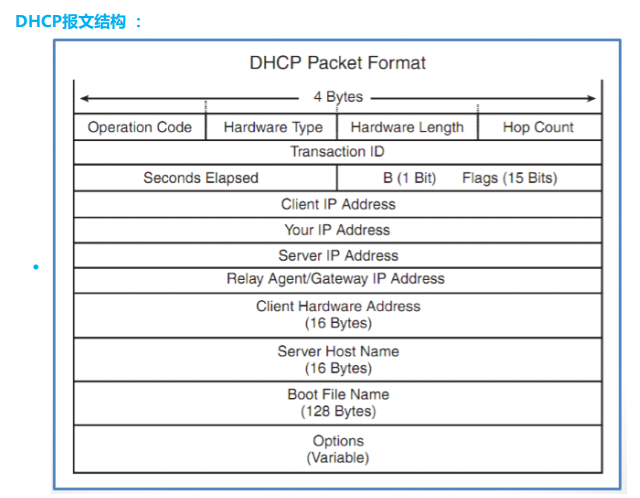 DHCP报文结构 ：
DHCP Packet Format
4 Bytes
Operation Code Hardware Type Hardware Length Hop Count
Transaction ID
Seconds Elapsed B (1 Bit) Flags (15 Bits)
Client IP Address
Your IP Address
Server IP Address
Relay Agent/Gateway IP Address
Client Hardware Address
(16 Bytes)
Server Host Name
(16 Bytes)
Boot File Name
(128 Bytes)
Options
(Variable)